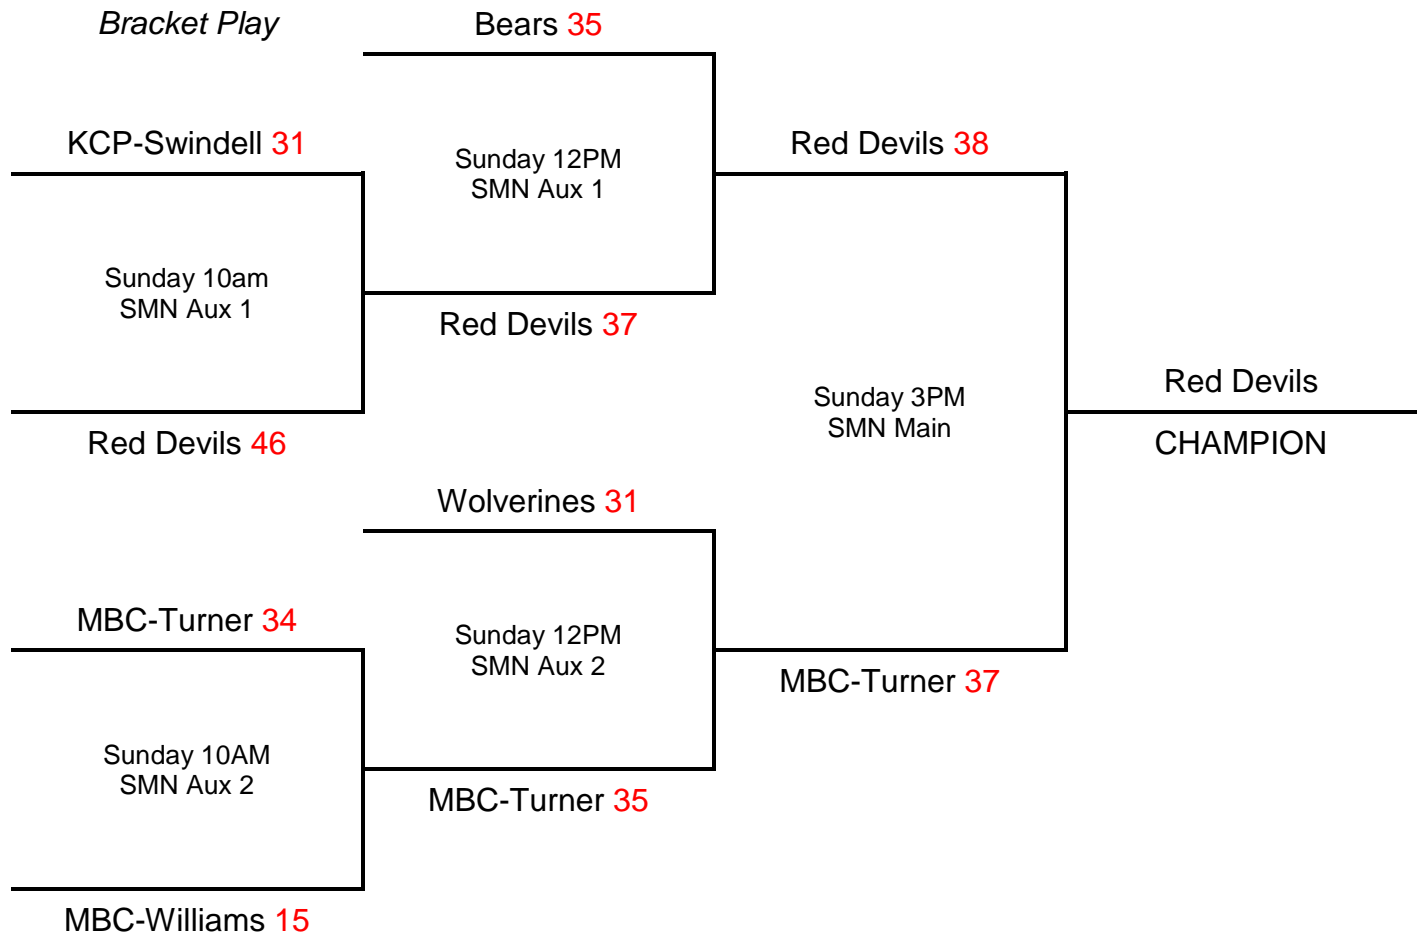 Bracket Play
Bears 35
KCP-Swindell 31
Sunday 12PM
SMN Aux 1
Red Devils 38
Sunday 10am
SMN Aux 1
Red Devils 37
Red Devils 46
Sunday 3PM
SMN Main
Red Devils
CHAMPION
Wolverines 31
MBC-Turner 34
Sunday 12PM
SMN Aux 2
MBC-Turner 37
Sunday 10AM
SMN Aux 2
MBC-Turner 35
MBC-Williams 15